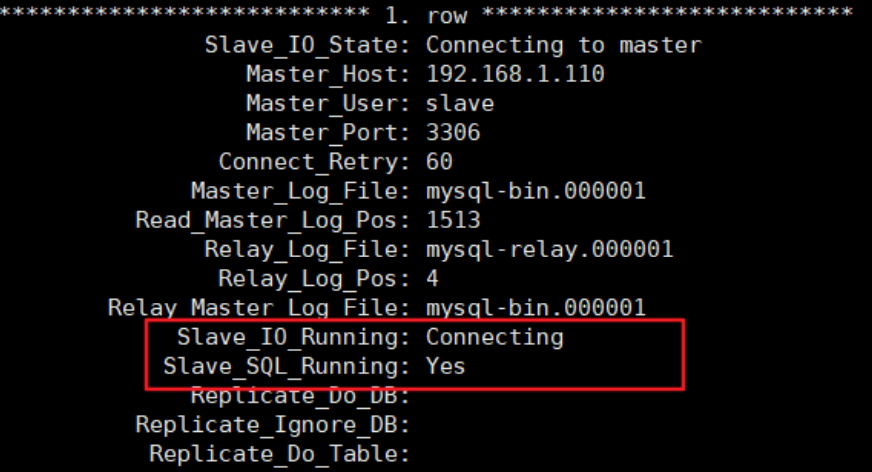 *************************** 1. row ***************************
Slave_IO_State: Connecting to master
Master_Host: 192.168.1.110
Master_User: slave
Master_Port: 3306
Connect_Retry: 60
Master_Log_File: mysql-bin.000001
Read_Master_Log_Pos: 1513
Relay_Log_File: mysql-relay.000001
Relay_Log_Pos: 4
Relay_Master_Log_File: mysql-bin.000001
Slave_IO_Running: Connecting
Slave_SQL_Running: Yes
Replicate_Do_DB:
Replicate_Ignore_DB:
Replicate_Do_Table: